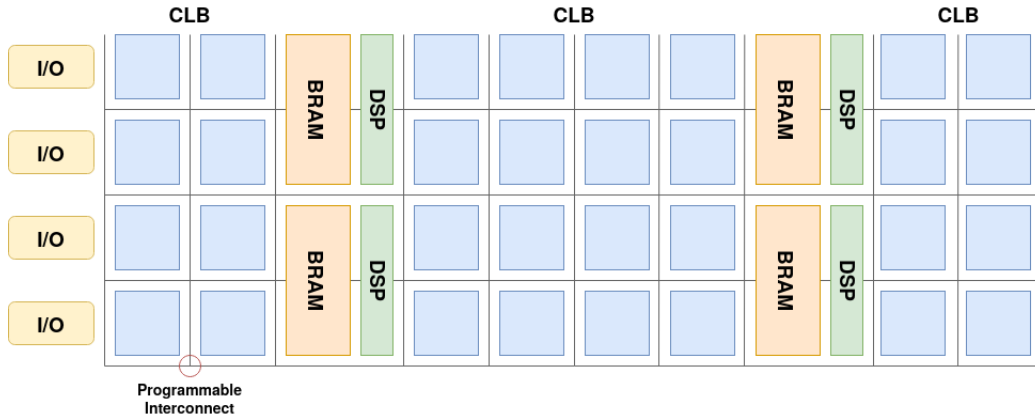 CLB CLB CLB
I/O
BRAM DSP BRAM DSP
I/O
I/O
BRAM DSP BRAM DSP
I/O
Programmable
Interconnect